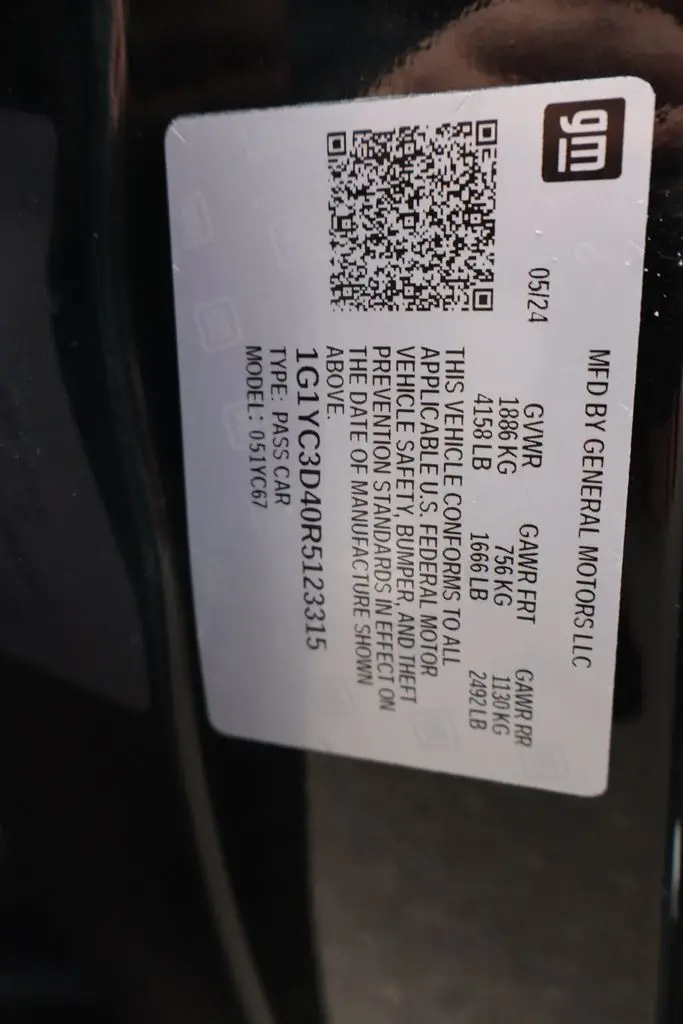 gm
MFD BY GENERAL MOTORS LLC
05/24 GVWR GAWR FRT GAWR RR
1886 KG 756 KG 1130 KG
4158 LB 1666 LB 2492 LB
THIS VEHICLE CONFORMS TO ALL
APPLICABLE U.S. FEDERAL MOTOR
VEHICLE SAFETY, BUMPER, AND THEFT
PREVENTION STANDARDS IN EFFECT ON
THE DATE OF MANUFACTURE SHOWN
ABOVE.
1G1YC3D40R5123315
TYPE: PASS CAR
MODEL: 051YC67